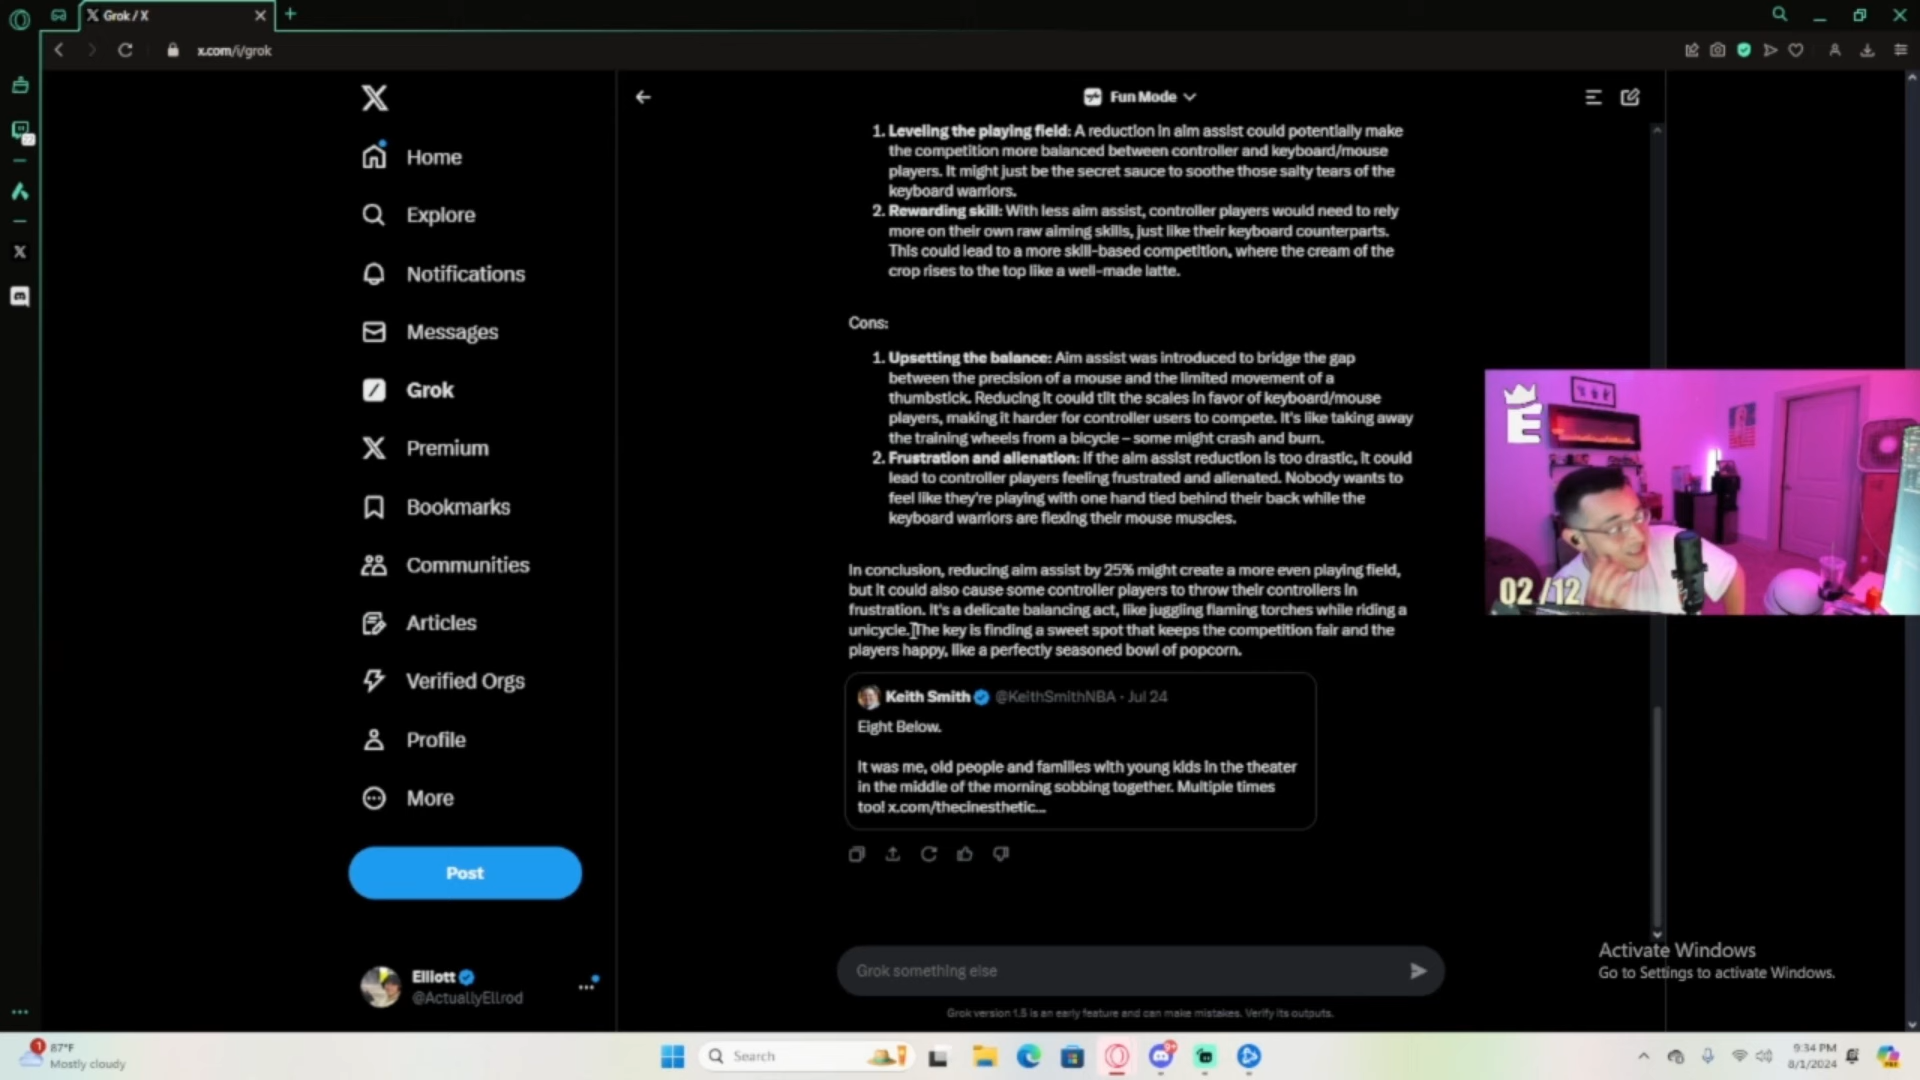 Grok / X
x.com/i/grok
Home
Explore
Notifications
Messages
Grok
Premium
Bookmarks
Communities
Articles
Verified Orgs
Profile
More
Post
Elliott
@ActuallyEllrod
Fun Mode
1. Leveling the playing field: A reduction in aim assist could potentially make
the competition more balanced between controller and keyboard/mouse
players. It might just be the secret sauce to soothe those salty tears of the
keyboard warriors.
2. Rewarding skill: With less aim assist, controller players would need to rely
more on their own raw aiming skills, just like their keyboard counterparts.
This could lead to a more skill-based competition, where the cream of the
crop rises to the top like a well-made latte.
Cons:
1. Upsetting the balance: Aim assist was introduced to bridge the gap
between the precision of a mouse and the limited movement of a
thumbstick. Reducing it could tilt the scales in favor of keyboard/mouse
players, making it harder for controller users to compete. It's like taking away
the training wheels from a bicycle – some might crash and burn.
2. Frustration and alienation: If the aim assist reduction is too drastic, it could
lead to controller players feeling frustrated and alienated. Nobody wants to
feel like they're playing with one hand tied behind their back while the
keyboard warriors are flexing their mouse muscles.
In conclusion, reducing aim assist by 25% might create a more even playing field,
but it could also cause some controller players to throw their controllers in
frustration. It's a delicate balancing act, like juggling flaming torches while riding a
unicycle. The key is finding a sweet spot that keeps the competition fair and the
players happy, like a perfectly seasoned bowl of popcorn.
Keith Smith @KeithSmithNBA · Jul 24
Eight Below.
It was me, old people and families with young kids in the theater
in the middle of the morning sobbing together. Multiple times
too! x.com/thecinesthetic...
Grok something else
Grok version 1.5 is an early feature and can make mistakes. Verify its outputs.
E
02 /12
Activate Windows
Go to Settings to activate Windows.
1
87°F
Mostly cloudy
Search
9:34 PM
8/1/2024